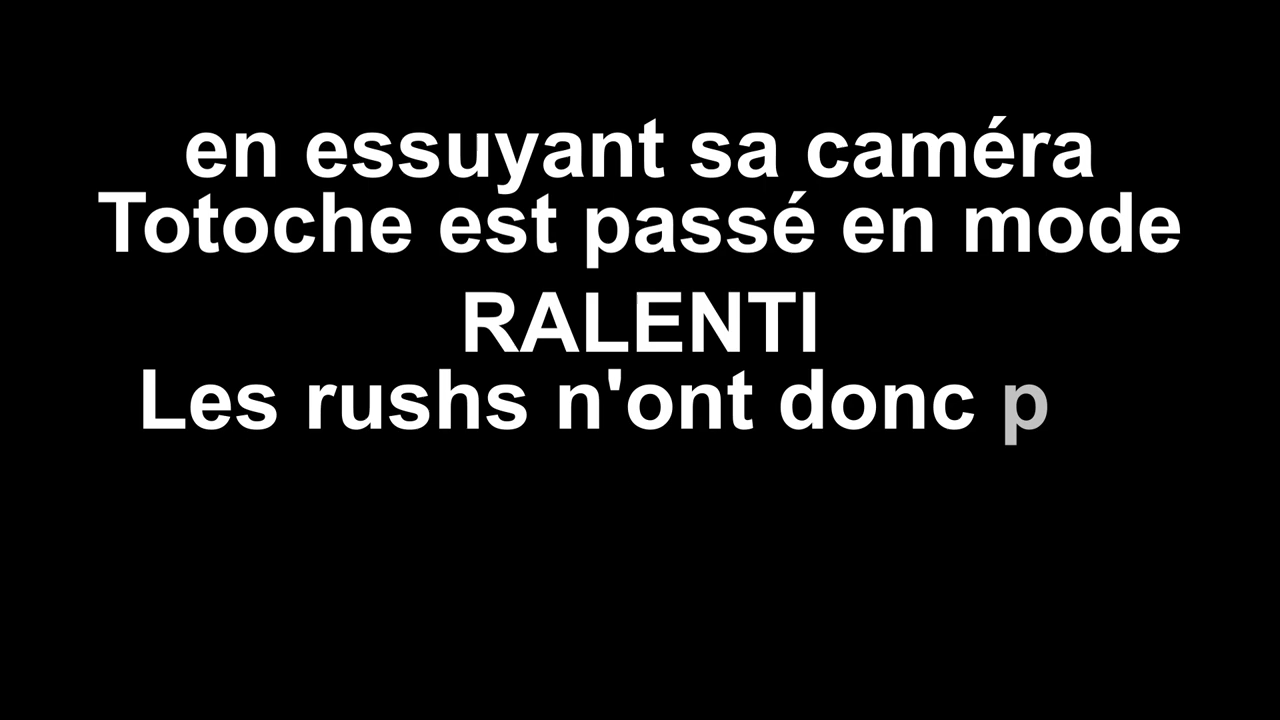 en essuyant sa caméra
Totoche est passé en mode
RALENTI
Les rushs n'ont donc p